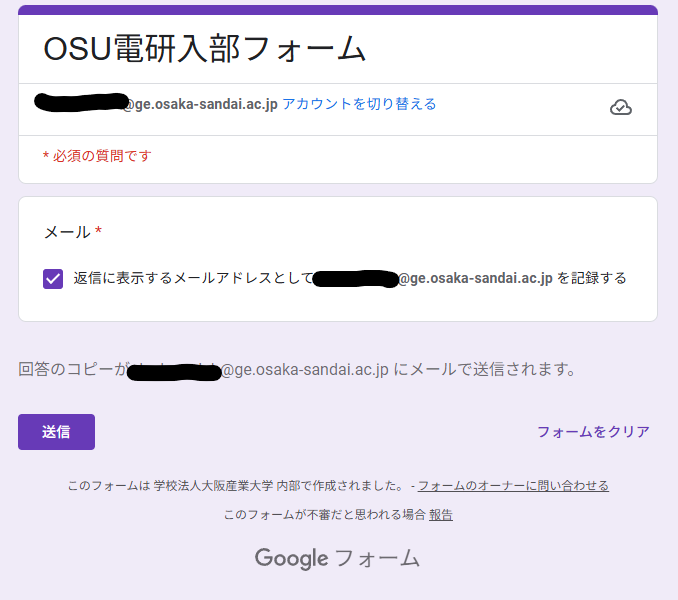 OSU電研入部フォーム
@ge.osaka-sandai.ac.jp アカウントを切り替える
* 必須の質問です
メール *
返信に表示するメールアドレスとして @ge.osaka-sandai.ac.jp を記録する
回答のコピーが @ge.osaka-sandai.ac.jp にメールで送信されます。
送信 フォームをクリア
このフォームは 学校法人大阪産業大学 内部で作成されました。 - フォームのオーナーに問い合わせる
このフォームが不審だと思われる場合 報告
Google フォーム